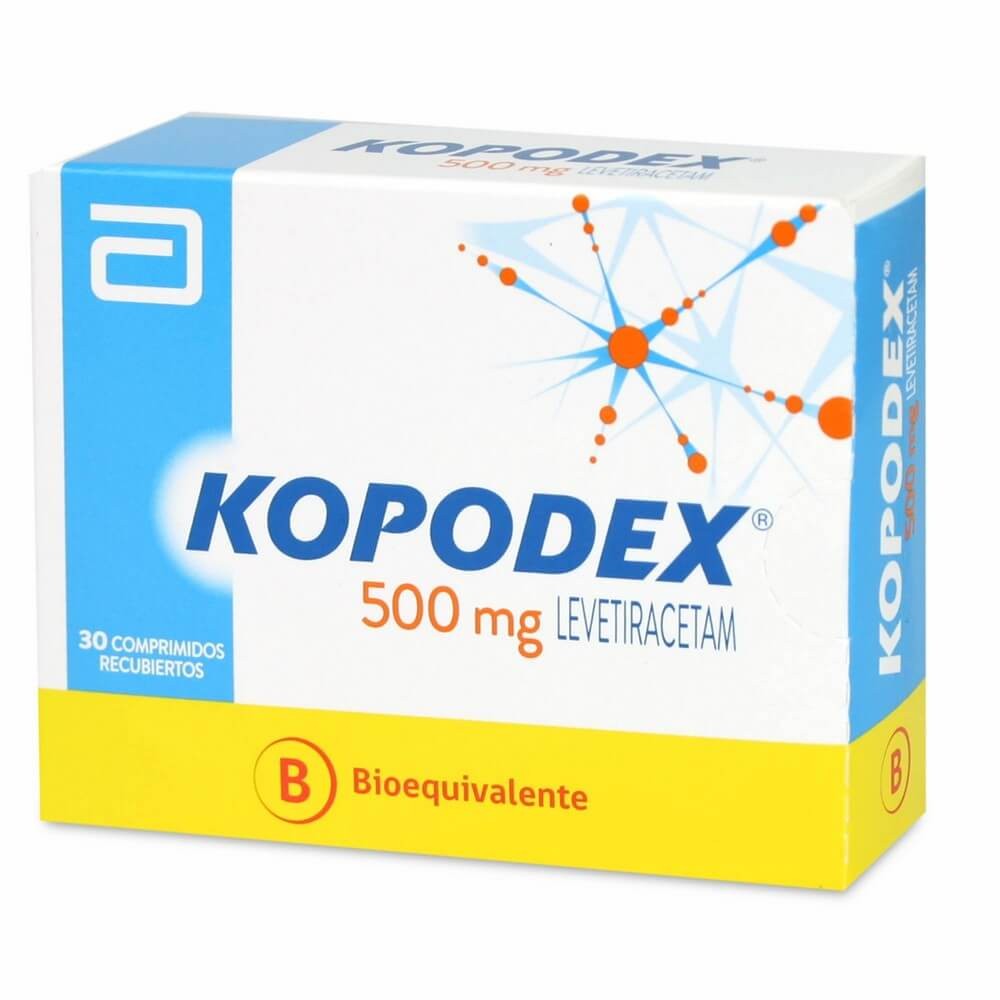 KOPODEX®
500 mg LEVETIRACETAM
KOPODEX®
500 mg LEVETIRACETAM
30 COMPRIMIDOS
RECUBIERTOS
B Bioequivalente
KOPODEX®
500 mg LEVETIRACETAM
B